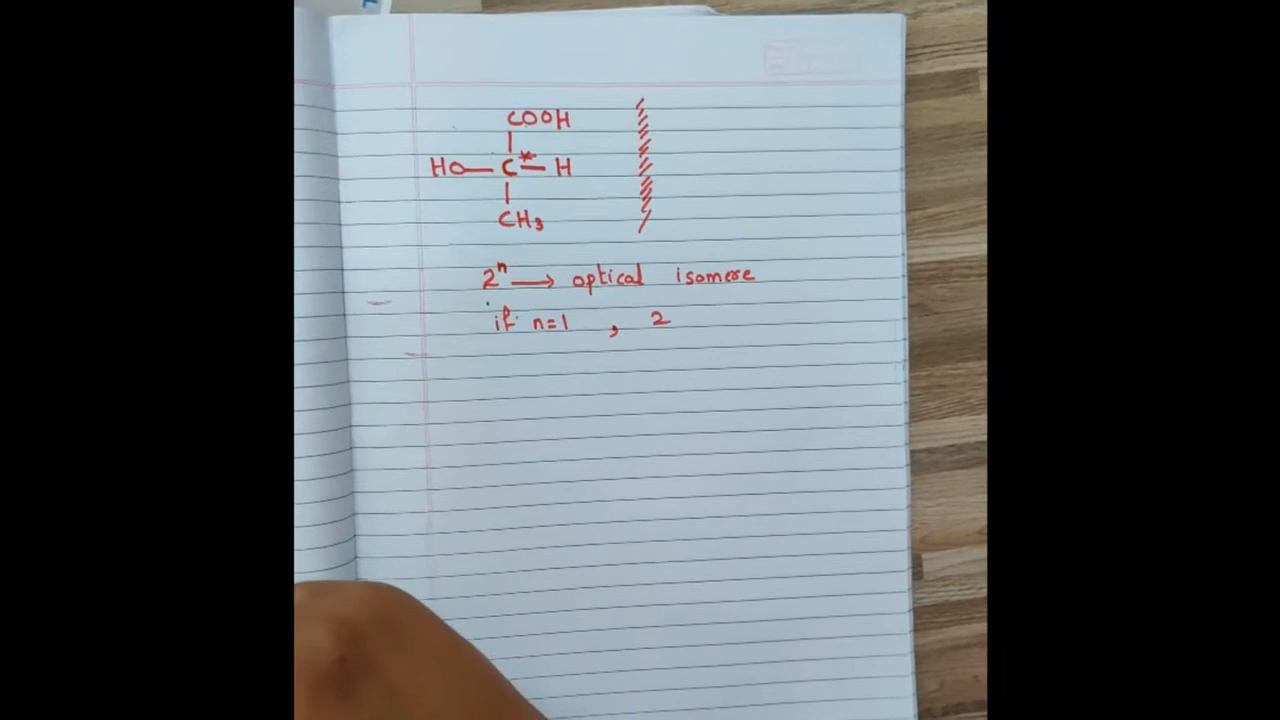 COOH
HO—C*—H
CH₃
2ⁿ → optical isomere
if n=1 , 2